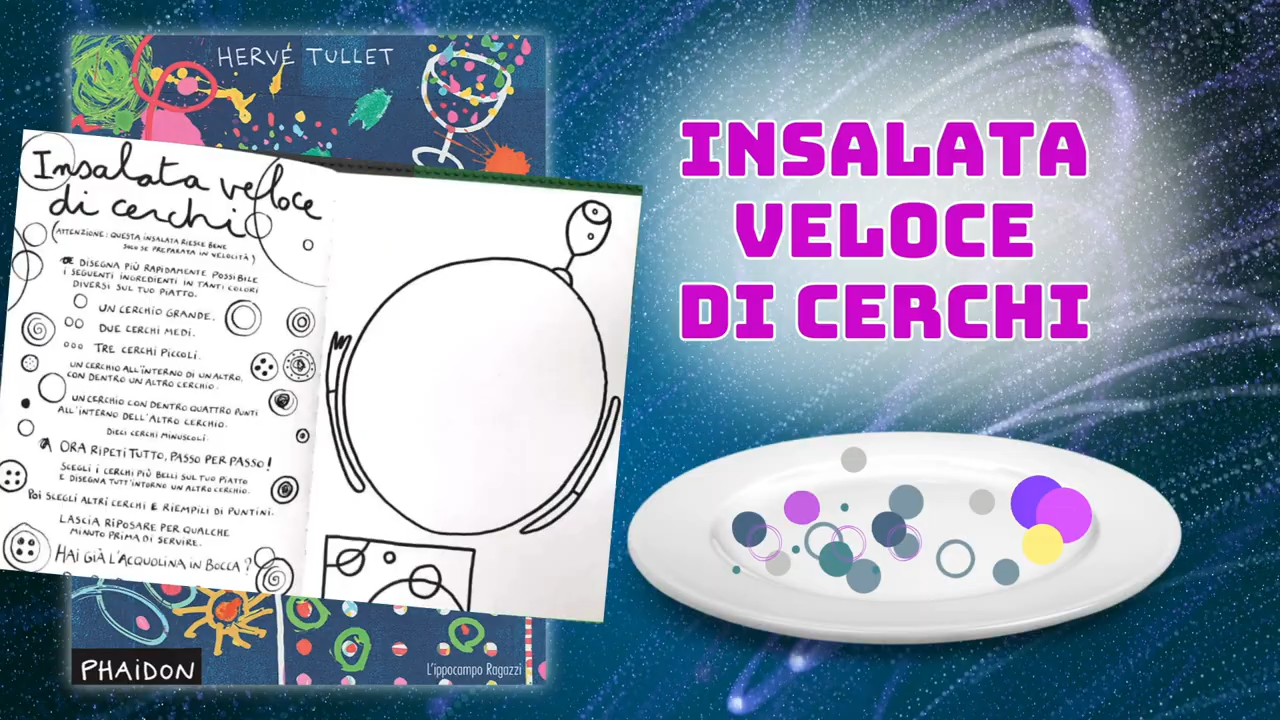 HERVÉ TULLET
Insalata veloce
di cerchi
(ATTENZIONE: QUESTA INSALATA RIESCE BENE
SOLO SE PREPARATA IN VELOCITÀ)
DISEGNA PIÙ RAPIDAMENTE POSSIBILE
I SEGUENTI INGREDIENTI IN TANTI COLORI
DIVERSI SUL TUO PIATTO.
UN CERCHIO GRANDE.
DUE CERCHI MEDI.
TRE CERCHI PICCOLI.
UN CERCHIO ALL'INTERNO DI UN ALTRO,
CON DENTRO UN ALTRO CERCHIO.
UN CERCHIO CON DENTRO QUATTRO PUNTI
ALL'INTERNO DELL'ALTRO CERCHIO.
DIECI CERCHI MINUSCOLI.
ORA RIPETI TUTTO, PASSO PER PASSO!
SCEGLI I CERCHI PIÙ BELLI SUL TUO PIATTO
E DISEGNA TUTT'INTORNO UN ALTRO CERCHIO.
POI SCEGLI ALTRI CERCHI E RIEMPILI DI PUNTINI.
LASCIA RIPOSARE PER QUALCHE
MINUTO PRIMA DI SERVIRE.
HAI GIÀ L'ACQUOLINA IN BOCCA?
PHAIDON
L'ippocampo Ragazzi
INSALATA
VELOCE
DI CERCHI